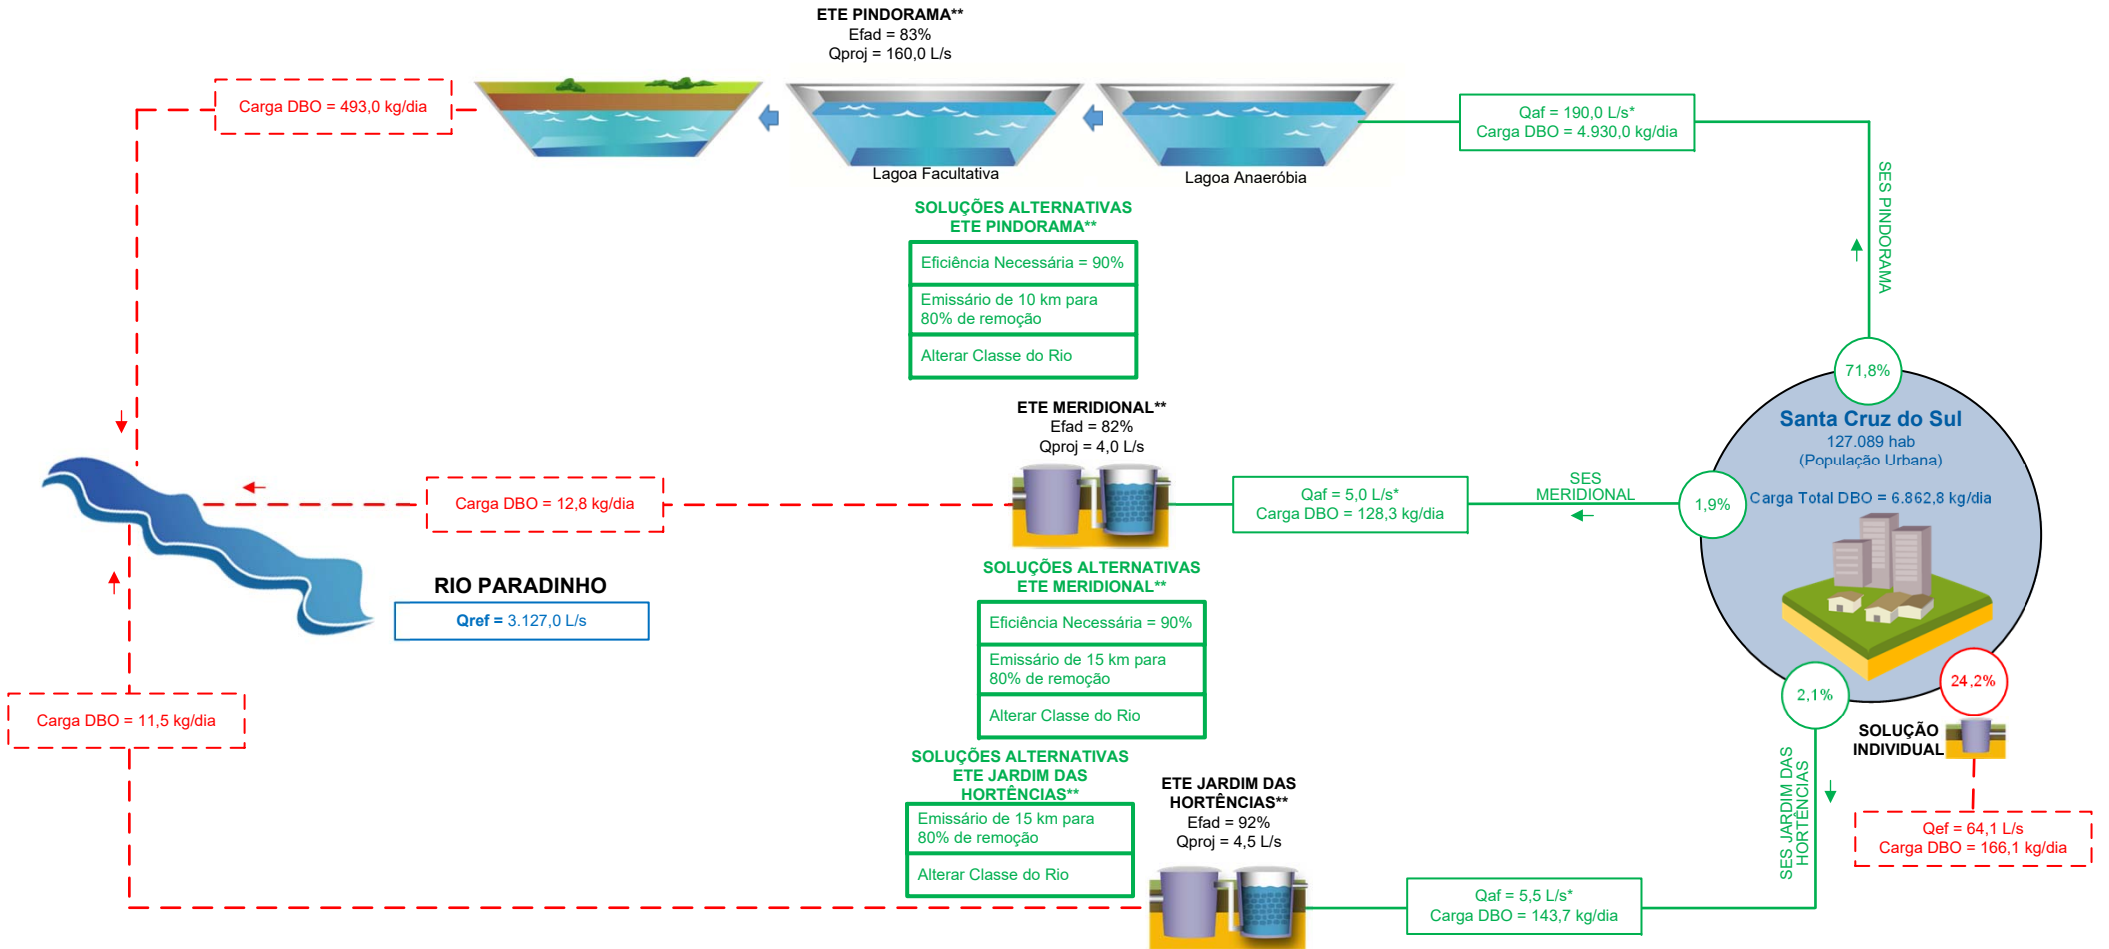 ETE PINDORAMA**
Efad = 83%
Qproj = 160,0 L/s
Carga DBO = 493,0 kg/dia
Qaf = 190,0 L/s*
Carga DBO = 4.930,0 kg/dia
Lagoa Facultativa
Lagoa Anaeróbia
SES PINDORAMA
SOLUÇÕES ALTERNATIVAS
ETE PINDORAMA**
Eficiência Necessária = 90%
Emissário de 10 km para
80% de remoção
Alterar Classe do Rio
71,8%
Santa Cruz do Sul
127.089 hab
(População Urbana)
Carga Total DBO = 6.862,8 kg/dia
ETE MERIDIONAL**
Efad = 82%
Qproj = 4,0 L/s
Carga DBO = 12,8 kg/dia
Qaf = 5,0 L/s*
Carga DBO = 128,3 kg/dia
SES
MERIDIONAL
1,9%
RIO PARADINHO
Qref = 3.127,0 L/s
SOLUÇÕES ALTERNATIVAS
ETE MERIDIONAL**
Eficiência Necessária = 90%
Emissário de 15 km para
80% de remoção
Alterar Classe do Rio
2,1%
24,2%
SOLUÇÃO
INDIVIDUAL
Carga DBO = 11,5 kg/dia
SOLUÇÕES ALTERNATIVAS
ETE JARDIM DAS
HORTÊNCIAS**
Emissário de 15 km para
80% de remoção
Alterar Classe do Rio
ETE JARDIM DAS
HORTÊNCIAS**
Efad = 92%
Qproj = 4,5 L/s
SES JARDIM DAS
HORTÊNCIAS
Qef = 64,1 L/s
Carga DBO = 166,1 kg/dia
Qaf = 5,5 L/s*
Carga DBO = 143,7 kg/dia